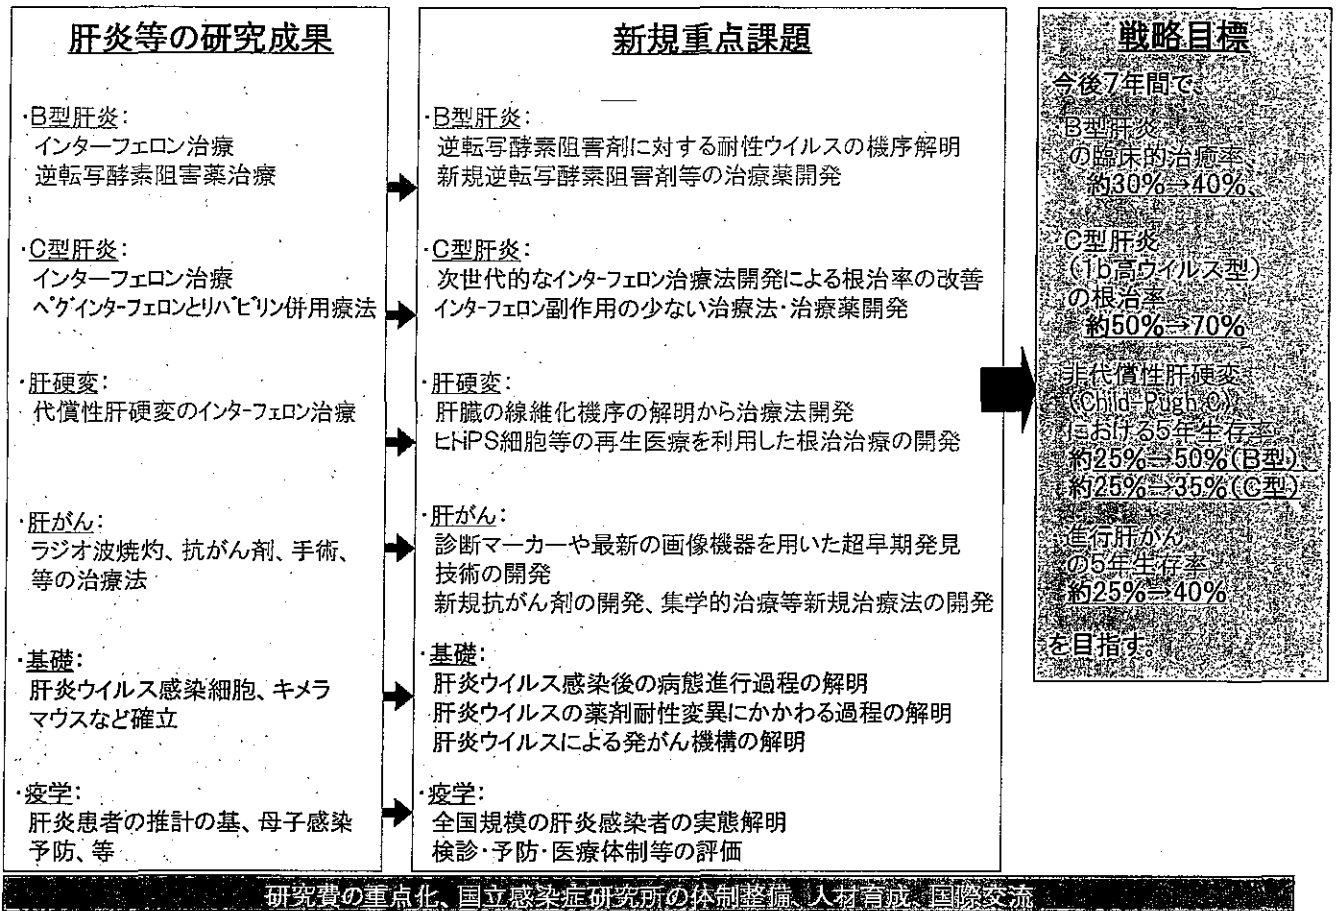 肝炎等の研究成果
・B型肝炎：
インターフェロン治療
逆転写酵素阻害薬治療
・C型肝炎：
インターフェロン治療
ペグインターフェロンとリバビリン併用療法
・肝硬変：
代償性肝硬変のインターフェロン治療
・肝がん：
ラジオ波焼灼、抗がん剤、手術、
等の治療法
・基礎：
肝炎ウイルス感染細胞、キメラ
マウスなど確立
・疫学：
肝炎患者の推計の基、母子感染
予防、等
新規重点課題
・B型肝炎：
逆転写酵素阻害剤に対する耐性ウイルスの機序解明
新規逆転写酵素阻害剤等の治療薬開発
・C型肝炎：
次世代的なインターフェロン治療法開発による根治率の改善
インターフェロン副作用の少ない治療法・治療薬開発
・肝硬変：
肝臓の線維化機序の解明から治療法開発
ヒトiPS細胞等の再生医療を利用した根治治療の開発
・肝がん：
診断マーカーや最新の画像機器を用いた超早期発見
技術の開発
新規抗がん剤の開発、集学的治療等新規治療法の開発
・基礎：
肝炎ウイルス感染後の病態進行過程の解明
肝炎ウイルスの薬剤耐性変異にかかわる過程の解明
肝炎ウイルスによる発がん機構の解明
・疫学：
全国規模の肝炎感染者の実態解明
検診・予防・医療体制等の評価
戦略目標
今後7年間で、
B型肝炎
の臨床的治癒率、
約30%→40%、
C型肝炎
(1b高ウイルス型)
の根治率
約50%→70%
非代償性肝硬変
(Child-Pugh C)
における5年生存率
約25%→50%(B型)、
約25%→35%(C型)
進行肝がん
の5年生存率
約25%→40%
を目指す。
研究費の重点化、国立感染症研究所の体制整備、人材育成、国際交流